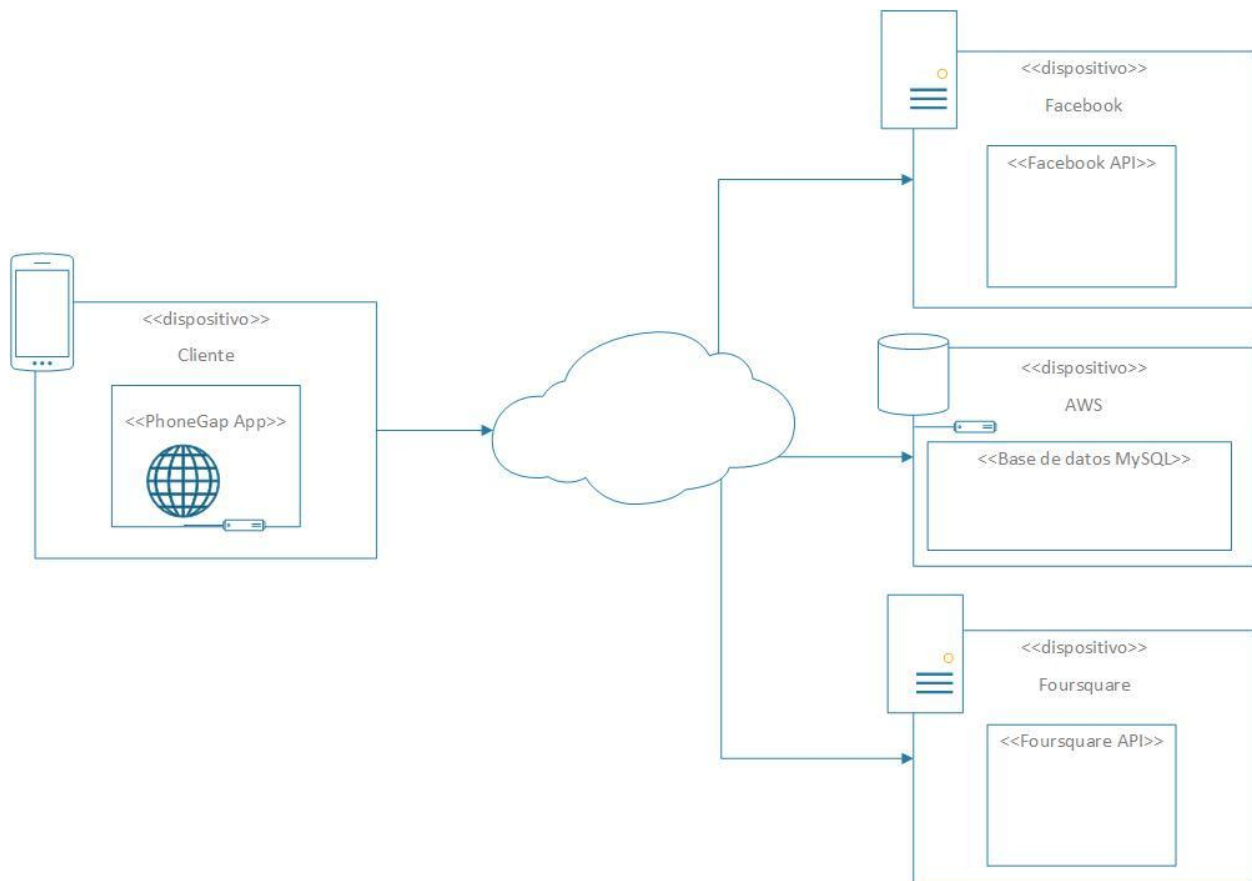 <<dispositivo>>
Cliente
<<PhoneGap App>>
<<dispositivo>>
Facebook
<<Facebook API>>
<<dispositivo>>
AWS
<<Base de datos MySQL>>
<<dispositivo>>
Foursquare
<<Foursquare API>>